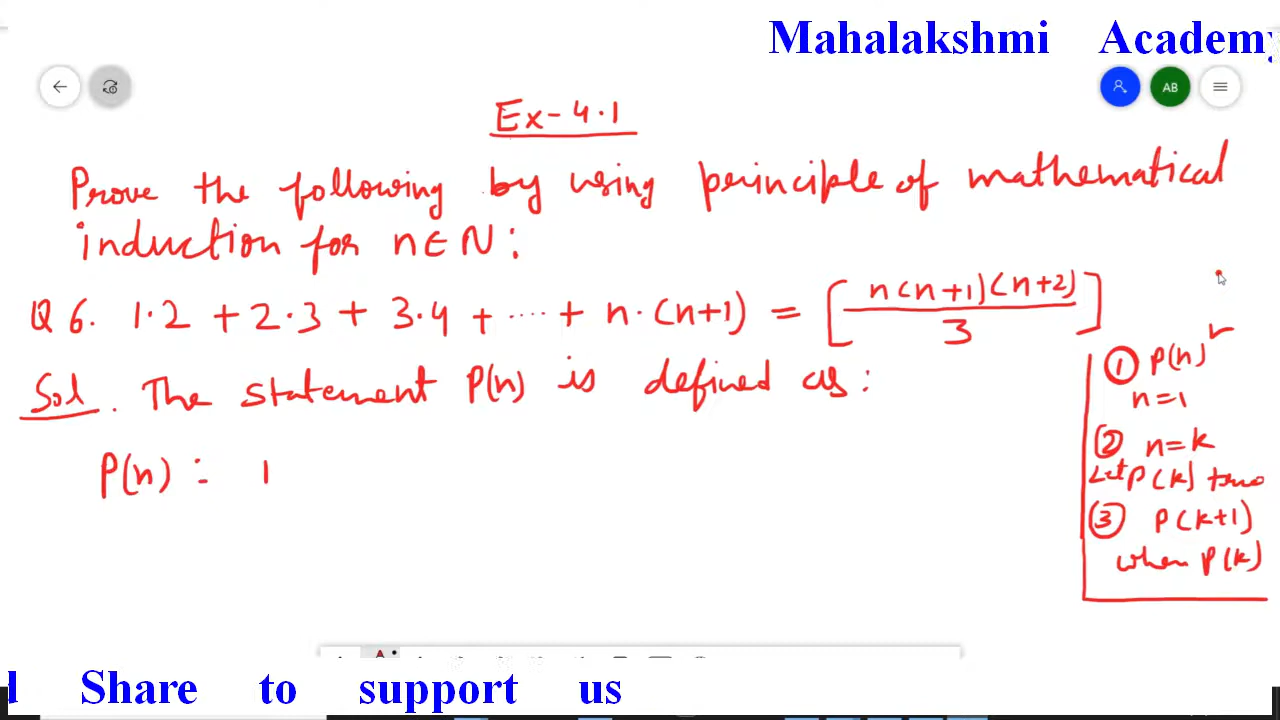 Mahalakshmi Academy
AB
Ex-4.1
Prove the following by using principle of mathematical
induction for n∈N:
Q6. 1·2 + 2·3 + 3·4 + ··· + n·(n+1) = [n(n+1)(n+2)/3]
Sol. The statement P(n) is defined as:
P(n): 1
① P(n) ✓
n=1
② n=k
Let P(k) true
③ P(k+1)
when P(k)
d Share to support us